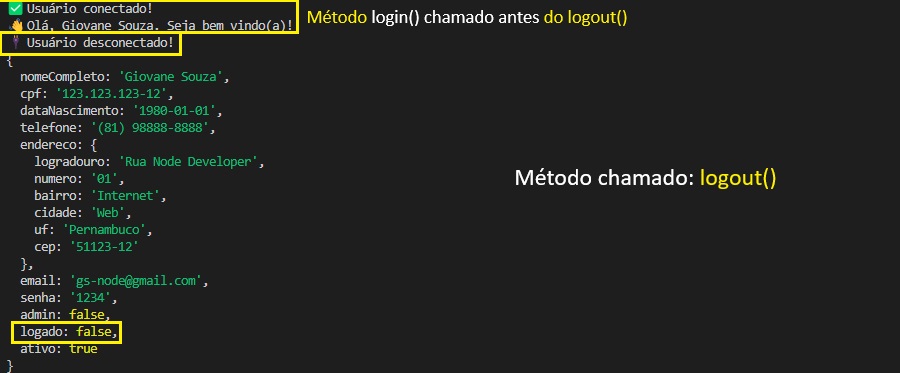 ✅ Usuário conectado!
Método login() chamado antes do logout()
👋Olá, Giovane Souza. Seja bem vindo(a)!
Usuário desconectado!
{
nomeCompleto: 'Giovane Souza',
cpf: '123.123.123-12',
dataNascimento: '1980-01-01',
telefone: '(81) 98888-8888',
endereco: {
logradouro: 'Rua Node Developer',
numero: '01',
bairro: 'Internet',
Método chamado: logout()
cidade: 'Web',
uf: 'Pernambuco',
cep: '51123-12'
},
email: 'gs-node@gmail.com',
senha: '1234',
admin: false,
logado: false,
ativo: true
}